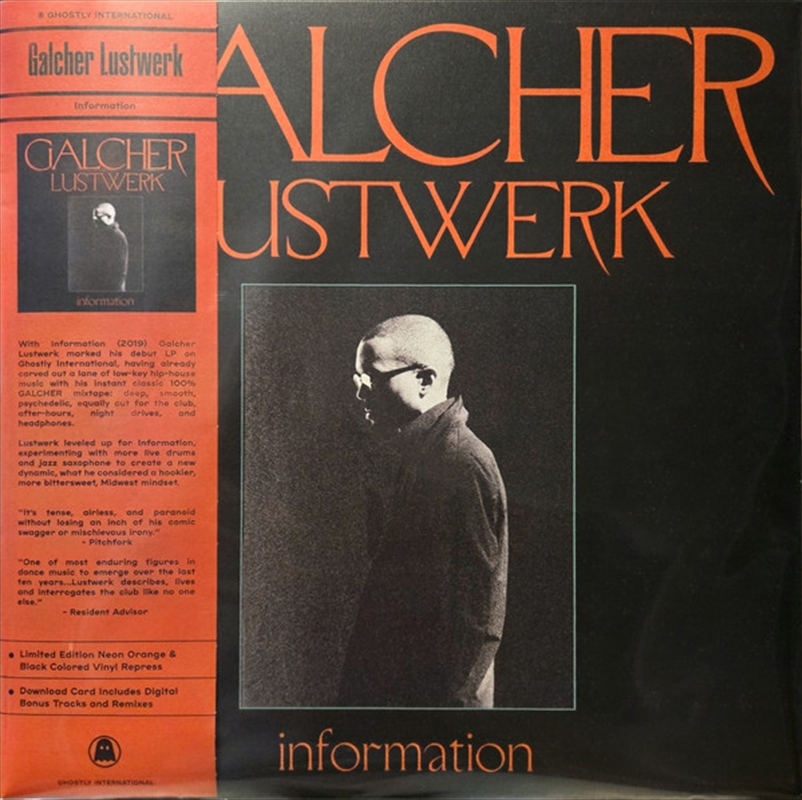 ® GHOSTLY INTERNATIONAL
Galcher Lustwerk
Information
GALCHER
LUSTWERK
information
With Information (2019) Galcher
Lustwerk marked his debut LP on
Ghostly International, having already
carved out a lane of low-key hip-house
music with his instant classic 100%
GALCHER mixtape: deep, smooth,
psychedelic, equally cut for the club,
after-hours, night drives, and
headphones.
Lustwerk leveled up for Information,
experimenting with more live drums
and jazz saxophone to create a new
dynamic, what he considered a hookier,
more bittersweet, Midwest mindset.
"It's tense, airless, and paranoid
without losing an inch of his comic
swagger or mischievous irony."
- Pitchfork
"One of most enduring figures in
dance music to emerge over the last
ten years...Lustwerk describes, lives
and interrogates the club like no one
else."
- Resident Advisor
• Limited Edition Neon Orange &
Black Colored Vinyl Repress
• Download Card Includes Digital
Bonus Tracks and Remixes
GHOSTLY INTERNATIONAL
ALCHER
USTWERK
information